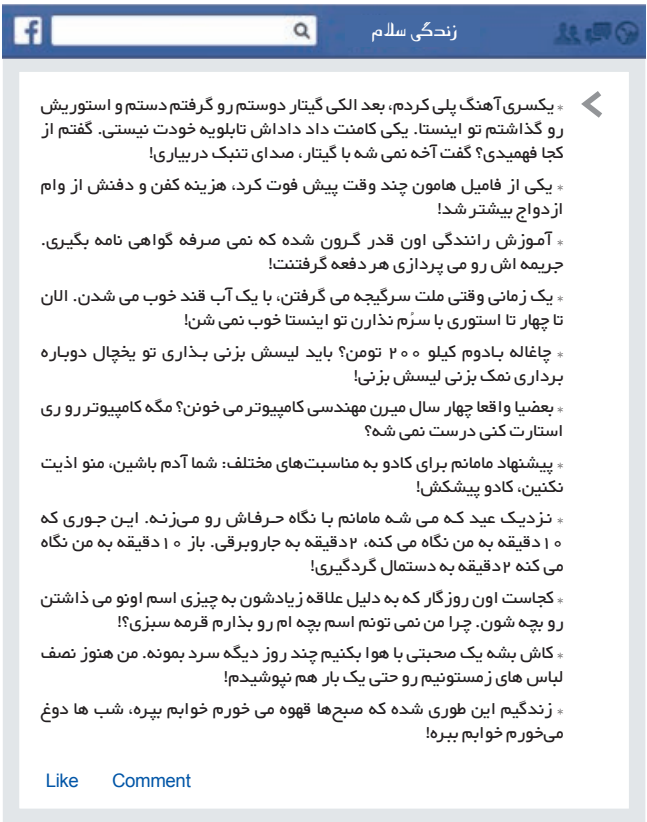 زندگی سلام
* یکسری آهنگ پلی کردم، بعد الکی گیتار دوستم رو گرفتم دستم و استوریش
رو گذاشتم تو اینستا. یکی کامنت داد داداش تابلویه خودت نیستی. گفتم از
کجا فهمیدی؟ گفت آخه نمی شه با گیتار، صدای تنبک دربیاری!
* یکی از فامیل هامون چند وقت پیش فوت کرد، هزینه کفن و دفنش از وام
ازدواج بیشتر شد!
* آموزش رانندگی اون قدر گرون شده که نمی صرفه گواهی نامه بگیری.
جریمه اش رو می پردازی هر دفعه گرفتنت!
* یک زمانی وقتی ملت سرگیجه می گرفتن، با یک آب قند خوب می شدن. الان
تا چهار تا استوری با سرُم نذارن تو اینستا خوب نمی شن!
* چاغاله بادوم کیلو ۲۰۰ تومن؟ باید لیسش بزنی بذاری تو یخچال دوباره
برداری نمک بزنی لیسش بزنی!
* بعضیا واقعا چهار سال میرن مهندسی کامپیوتر می خونن؟ مگه کامپیوتر رو ری
استارت کنی درست نمی شه؟
* پیشنهاد مامانم برای کادو به مناسبت‌های مختلف: شما آدم باشین، منو اذیت
نکنین، کادو پیشکش!
* نزدیک عید که می شه مامانم با نگاه حرفاش رو می‌زنه. این جوری که
۱۰دقیقه به من نگاه می کنه، ۲دقیقه به جاروبرقی. باز ۱۰دقیقه به من نگاه
می کنه ۲دقیقه به دستمال گردگیری!
* کجاست اون روزگار که به دلیل علاقه زیادشون به چیزی اسم اونو می ذاشتن
رو بچه شون. چرا من نمی تونم اسم بچه ام رو بذارم قرمه سبزی؟!
* کاش بشه یک صحبتی با هوا بکنیم چند روز دیگه سرد بمونه. من هنوز نصف
لباس های زمستونیم رو حتی یک بار هم نپوشیدم!
* زندگیم این طوری شده که صبح‌ها قهوه می خورم خوابم بپره، شب ها دوغ
می‌خورم خوابم ببره!
Like Comment